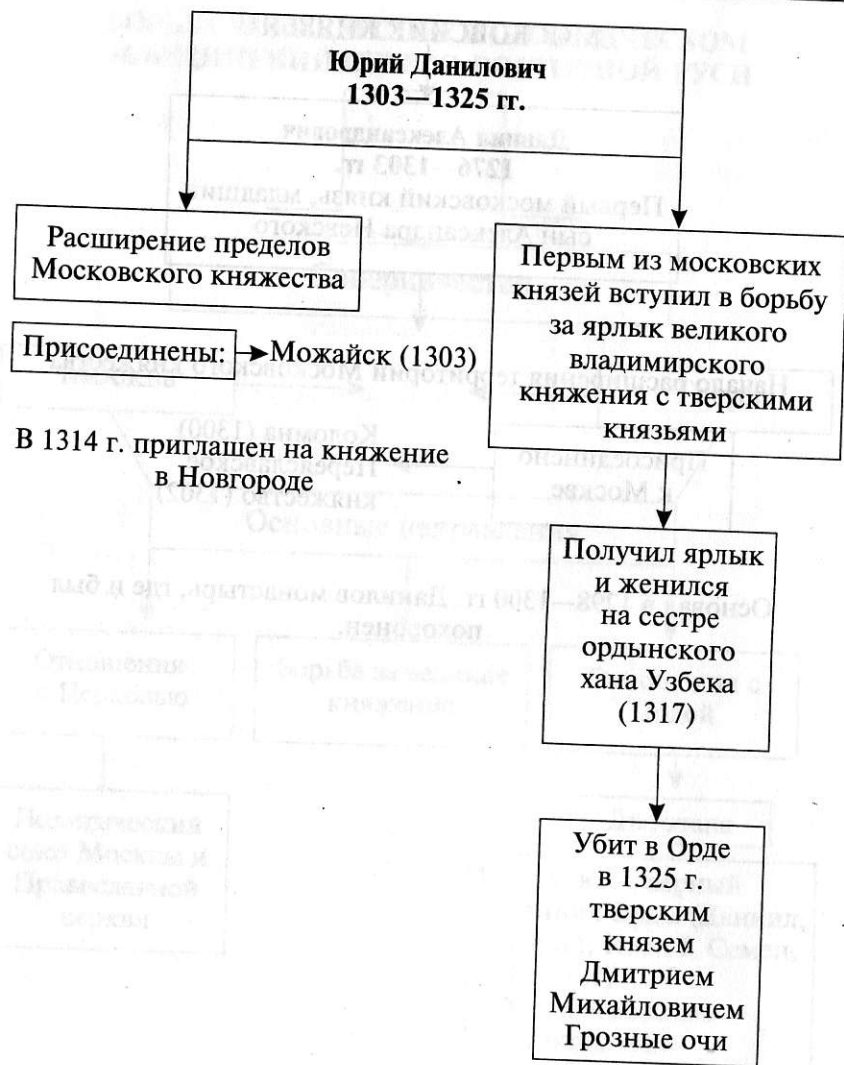 Юрий Данилович
1303—1325 гг.
Расширение пределов
Московского княжества
Присоединены:
Можайск (1303)
В 1314 г. приглашен на княжение
в Новгороде
Первым из московских
князей вступил в борьбу
за ярлык великого
владимирского
княжения с тверскими
князьями
Получил ярлык
и женился
на сестре
ордынского
хана Узбека
(1317)
Убит в Орде
в 1325 г.
тверским
князем
Дмитрием
Михайловичем
Грозные очи